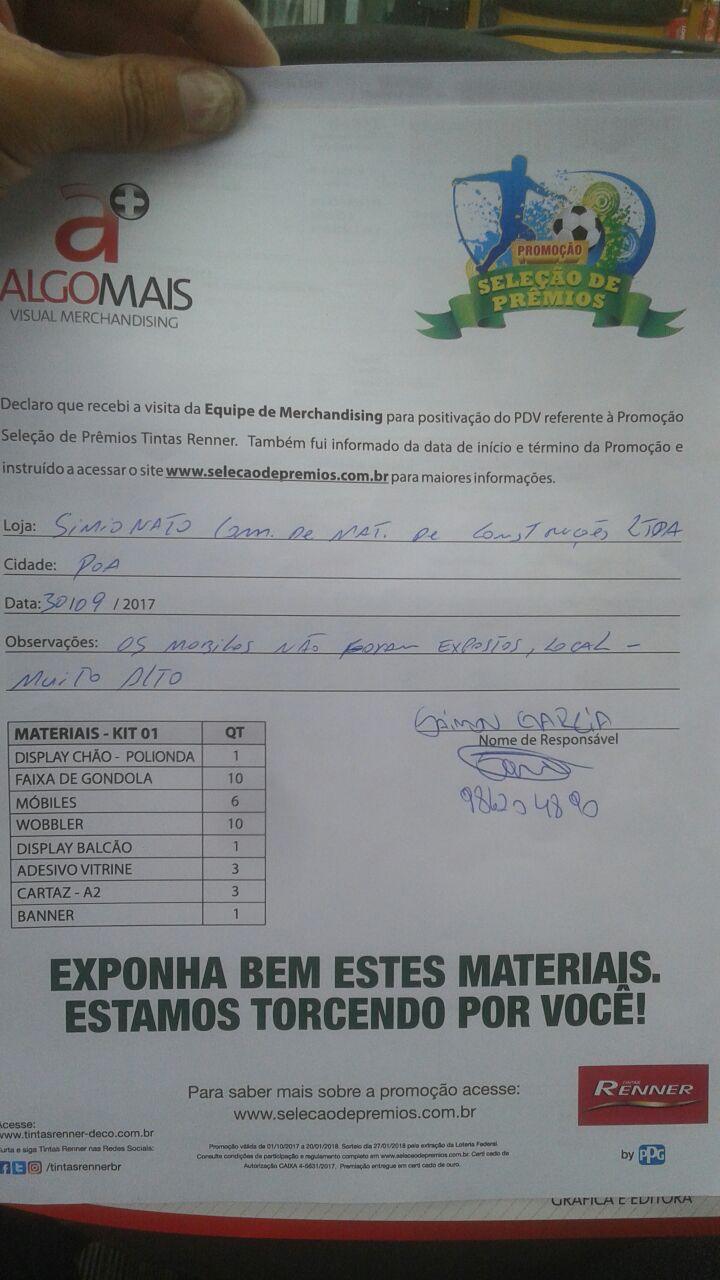 a+
ALGOMAIS
VISUAL MERCHANDISING
PROMOÇÃO
SELEÇÃO DE
PRÊMIOS
Declaro que recebi a visita da Equipe de Merchandising para positivação do PDV referente à Promoção
Seleção de Prêmios Tintas Renner. Também fui informado da data de início e término da Promoção e
instruído a acessar o site www.selecaodepremios.com.br para maiores informações.
Loja: SIMIONATO Com. De MAT. De Construções LTDA
Cidade: POA
Data: 30/09 / 2017
Observações: OS MOBILES NÃO FORAM EXPOSTOS, LOCAL -
MUITO ALTO
GARCIA
Nome de Responsável
MATERIAIS - KIT 01 QT
DISPLAY CHÃO - POLIONDA 1
FAIXA DE GONDOLA 10
MÓBILES 6
WOBBLER 10
DISPLAY BALCÃO 1
ADESIVO VITRINE 3
CARTAZ - A2 3
BANNER 1
EXPONHA BEM ESTES MATERIAIS.
ESTAMOS TORCENDO POR VOCÊ!
Para saber mais sobre a promoção acesse:
www.selecaodepremios.com.br
TINTAS
RENNER
by PPG
Acesse:
www.tintasrenner-deco.com.br
Curta e siga Tintas Renner nas Redes Sociais:
/tintasrennerbr
Promoção válida de 01/10/2017 a 20/01/2018. Sorteio dia 27/01/2018 pela extração da Loteria Federal.
Consulte condições de participação e regulamento completo em www.selecaodepremios.com.br. Certi cado de
Autorização CAIXA 4-5631/2017. Premiação entregue em certi cado de ouro.
GRÁFICA E EDITORA